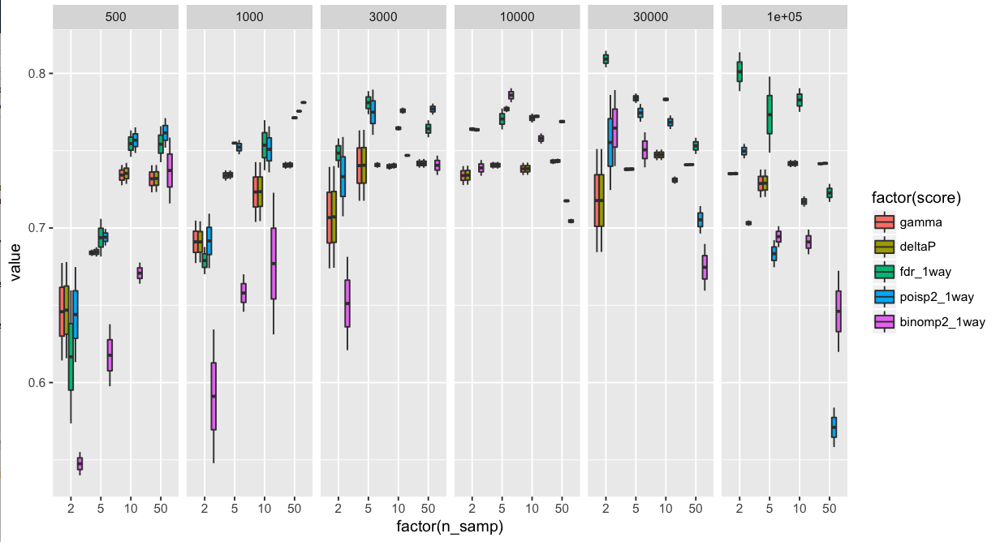 500 1000 3000 10000 30000 1e+05
0.8
0.7
0.6
value
2 5 10 50 2 5 10 50 2 5 10 50 2 5 10 50 2 5 10 50 2 5 10 50
factor(n_samp)
factor(score)
gamma
deltaP
fdr_1way
poisp2_1way
binomp2_1way